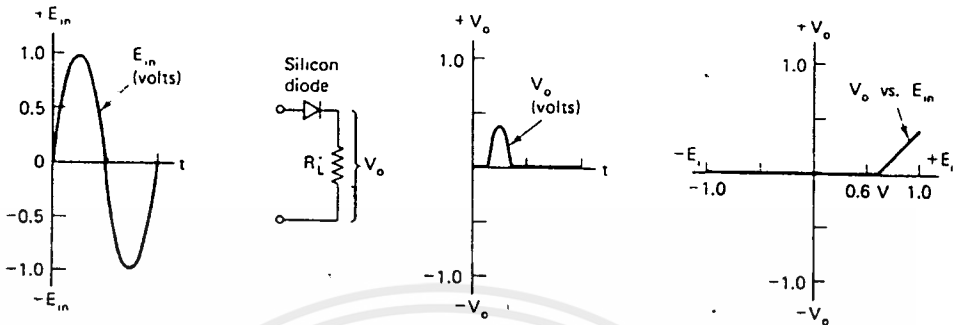 +E_in
1.0
0.5
0
-0.5
-1.0
-E_in
E_in
(volts)
t
Silicon
diode
R_L
V_o
+V_o
1.0
V_o
(volts)
t
-1.0
-V_o
+V_o
1.0
V_o vs. E_in
-E_i
+E_i
-1.0
0.6 V
1.0
-1.0
-V_o